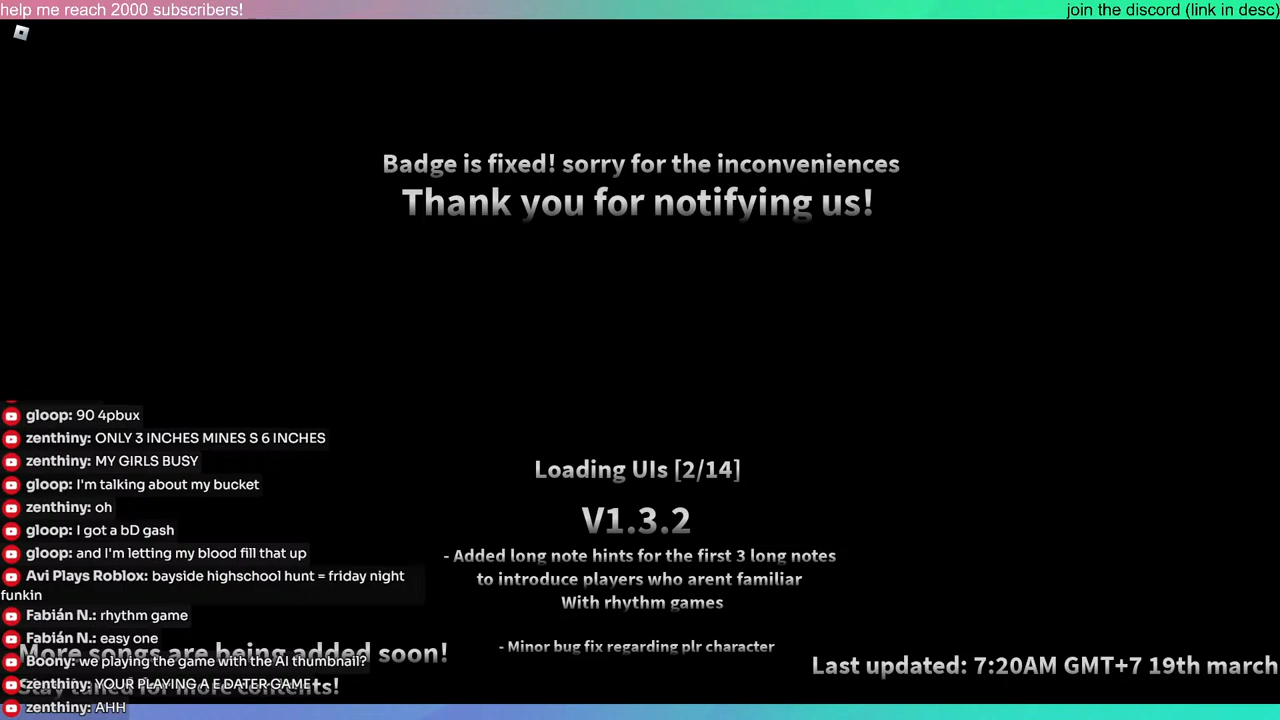 help me reach 2000 subscribers!
join the discord (link in desc)
Badge is fixed! sorry for the inconveniences
Thank you for notifying us!
Loading UIs [2/14]
V1.3.2
- Added long note hints for the first 3 long notes
to introduce players who arent familiar
With rhythm games
- Minor bug fix regarding plr character
gloop: 90 4pbux
zenthiny: ONLY 3 INCHES MINES S 6 INCHES
zenthiny: MY GIRLS BUSY
gloop: I'm talking about my bucket
zenthiny: oh
gloop: I got a bD gash
gloop: and I'm letting my blood fill that up
Avi Plays Roblox: bayside highschool hunt = friday night
funkin
Fabián N.: rhythm game
Fabián N.: easy one
More songs are being added soon!
Boony: we playing the game with the AI thumbnail?
Stay tuned for more contents!
zenthiny: YOUR PLAYING A E DATER GAME
zenthiny: AHH
Last updated: 7:20AM GMT+7 19th march